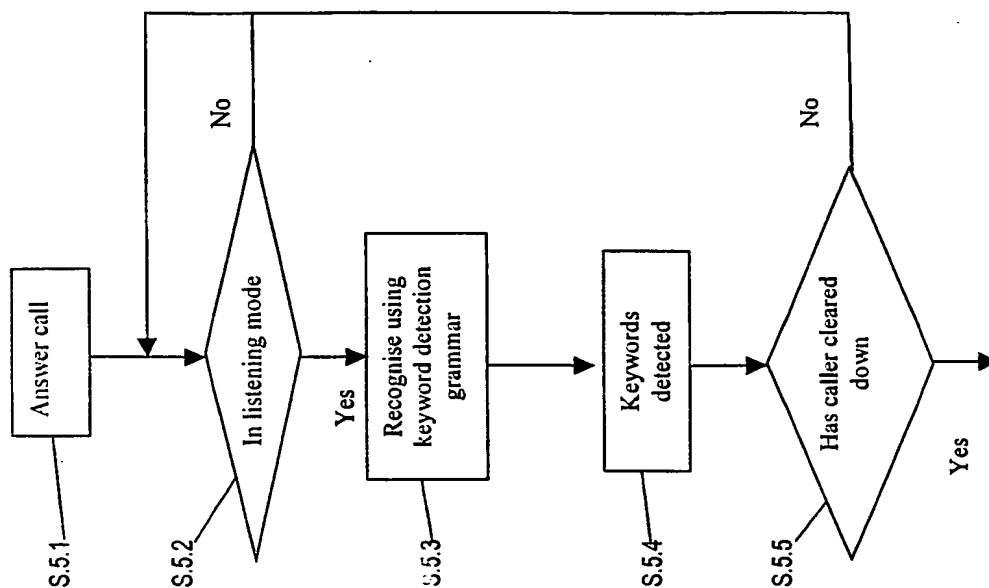 S.5.1
Answer call
S.5.2
In listening mode
No
Yes
S.5.3
Recognise using
keyword detection
grammar
S.5.4
Keywords
detected
S.5.5
Has caller cleared
down
No
Yes